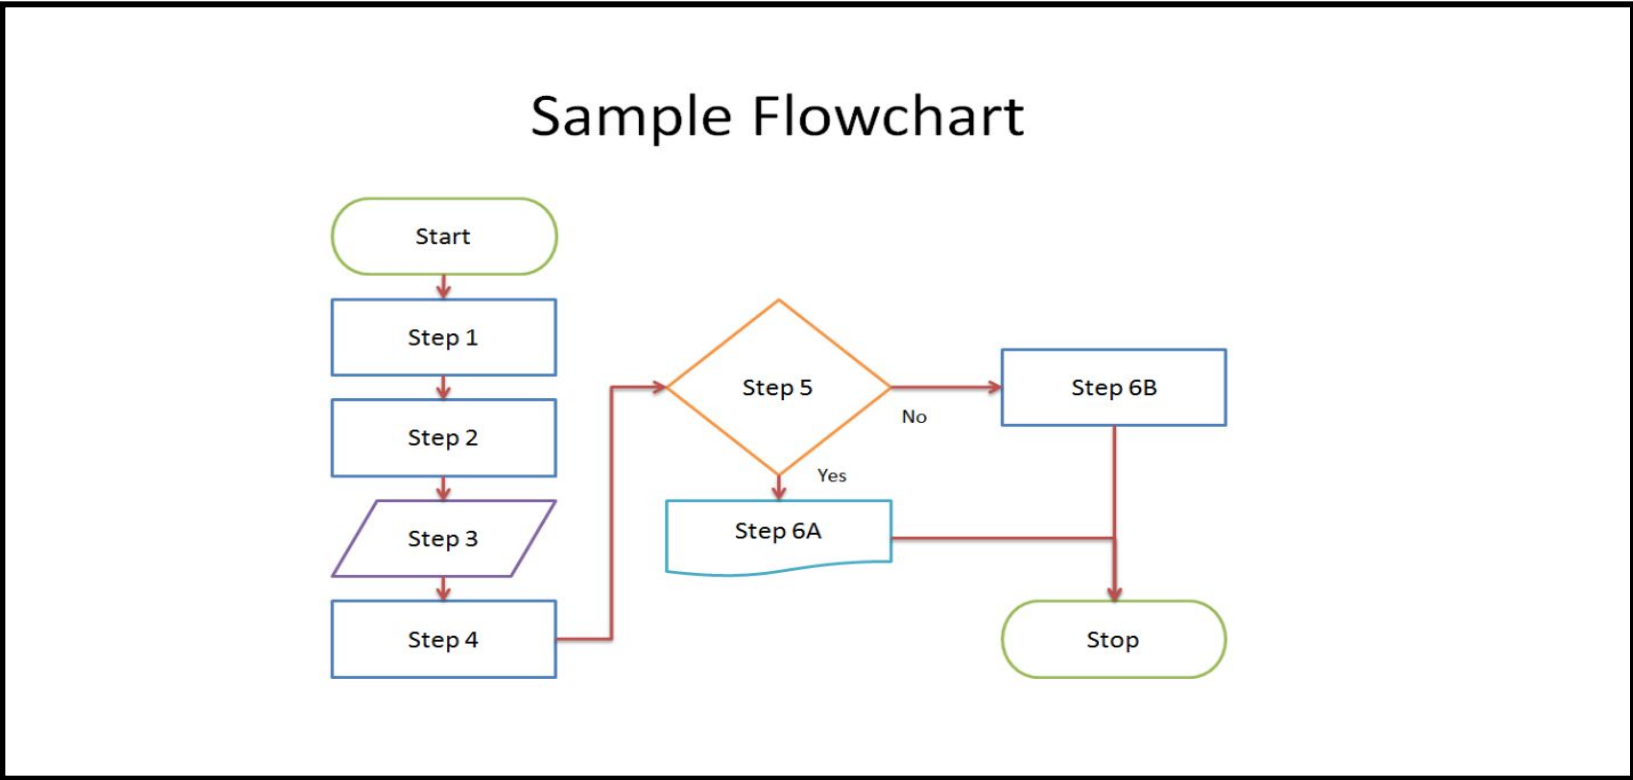 Sample Flowchart
Start
Step 1
Step 2
Step 3
Step 4
Step 5
No
Yes
Step 6A
Step 6B
Stop